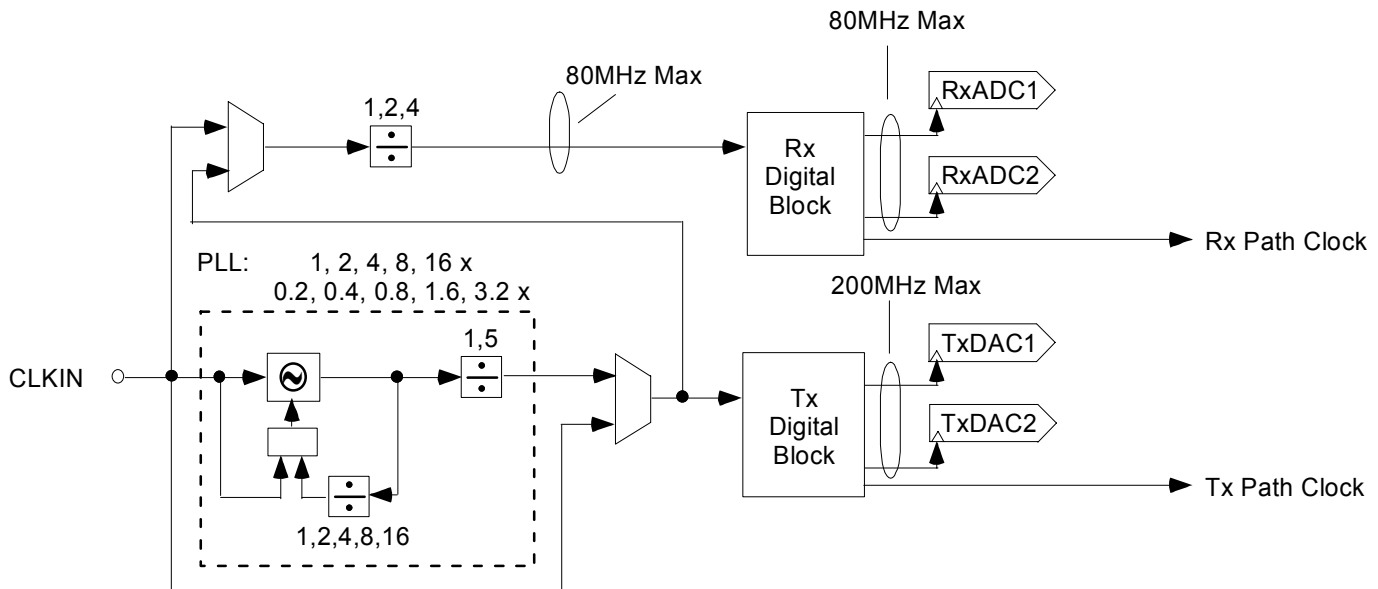 80MHz Max
80MHz Max
RxADC1
1,2,4
÷
Rx
Digital
Block
RxADC2
Rx Path Clock
PLL: 1, 2, 4, 8, 16 x
0.2, 0.4, 0.8, 1.6, 3.2 x
200MHz Max
1,5
÷
TxDAC1
CLKIN
~
Tx
Digital
Block
TxDAC2
÷
1,2,4,8,16
Tx Path Clock